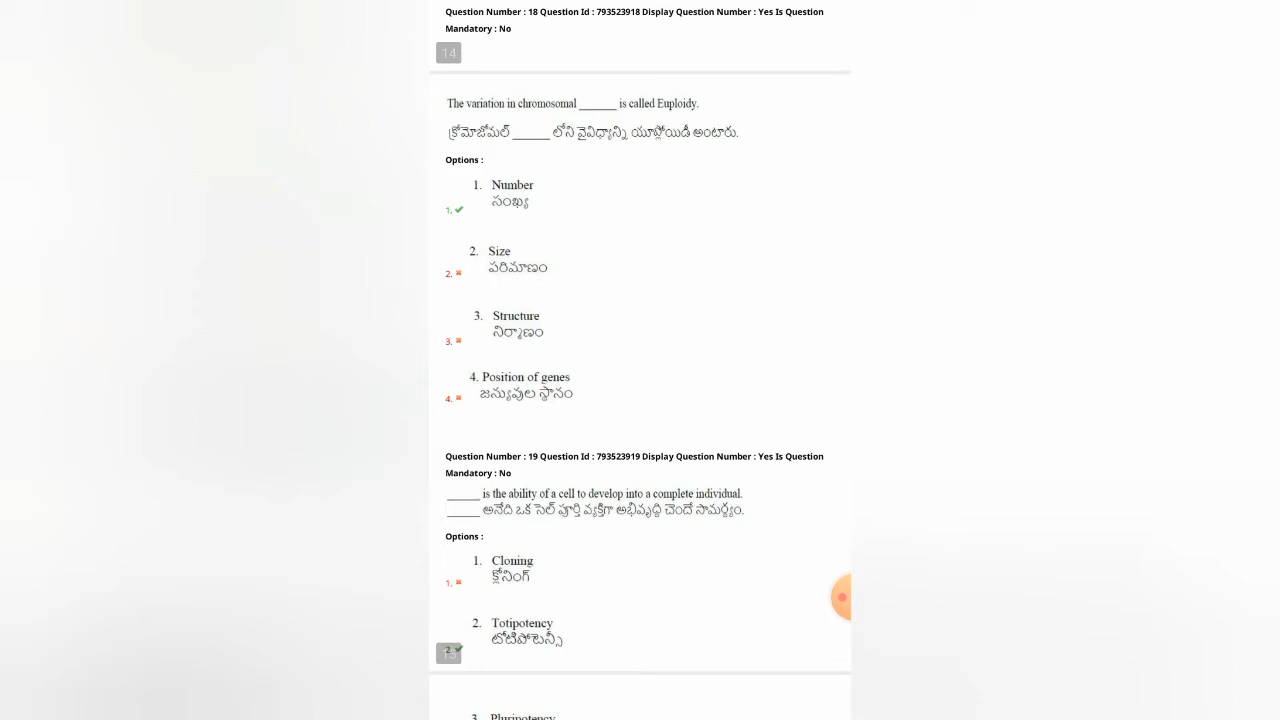 Question Number : 18 Question Id : 793523918 Display Question Number : Yes Is Question
Mandatory : No
14
The variation in chromosomal ______ is called Euploidy.
క్రోమోజోమల్ ______ లోని వైవిధ్యాన్ని యూప్లోయిడీ అంటారు.
Options :
1. Number
సంఖ్య
1. ✔
2. Size
పరిమాణం
2. ✖
3. Structure
నిర్మాణం
3. ✖
4. Position of genes
జన్యువుల స్థానం
4. ✖
Question Number : 19 Question Id : 793523919 Display Question Number : Yes Is Question
Mandatory : No
______ is the ability of a cell to develop into a complete individual.
______ అనేది ఒక సెల్ పూర్తి వ్యక్తిగా అభివృద్ధి చెందే సామర్థ్యం.
Options :
1. Cloning
క్లోనింగ్
1. ✖
2. Totipotency
టోటిపోటెన్సీ
2. ✔
15
3. Pluripotency